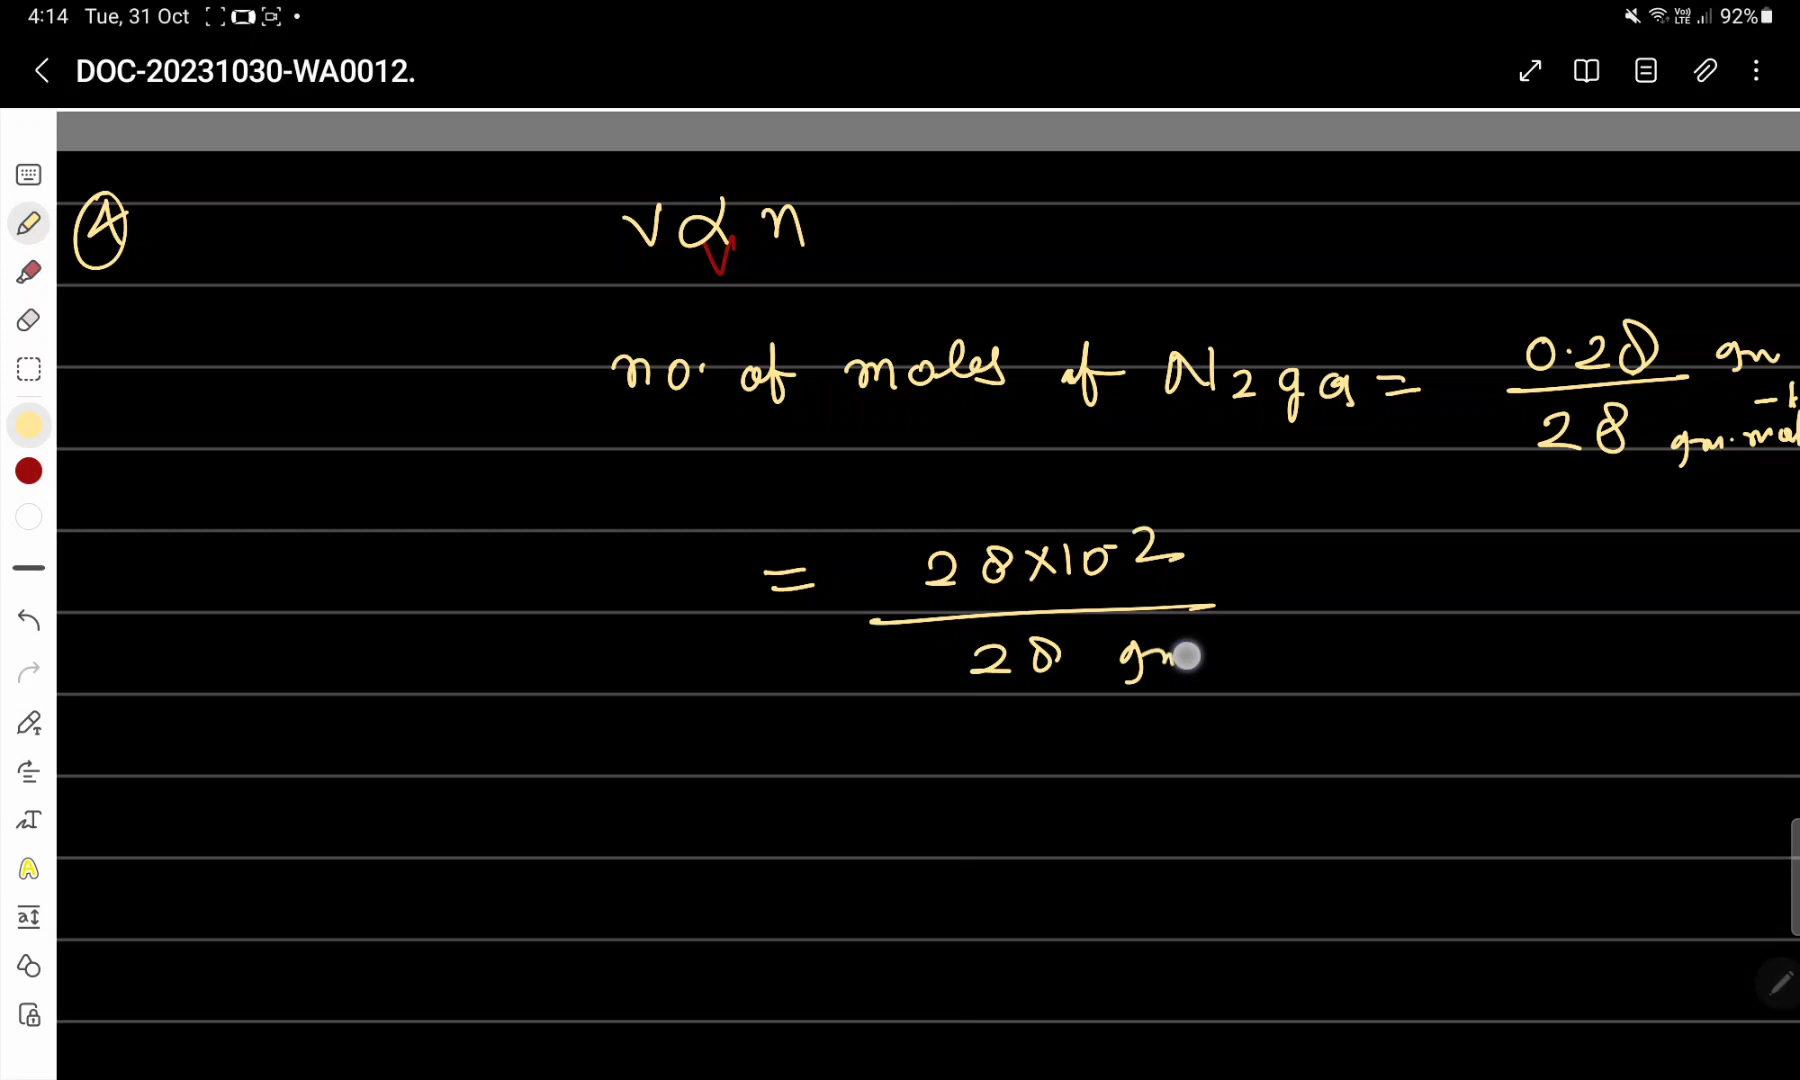 4:14 Tue, 31 Oct 92%
DOC-20231030-WA0012.
4 V ∝ n
no. of moles of N2 gas = 0.28 gm
28 gm. mol -1
= 28×10-2
28 gm